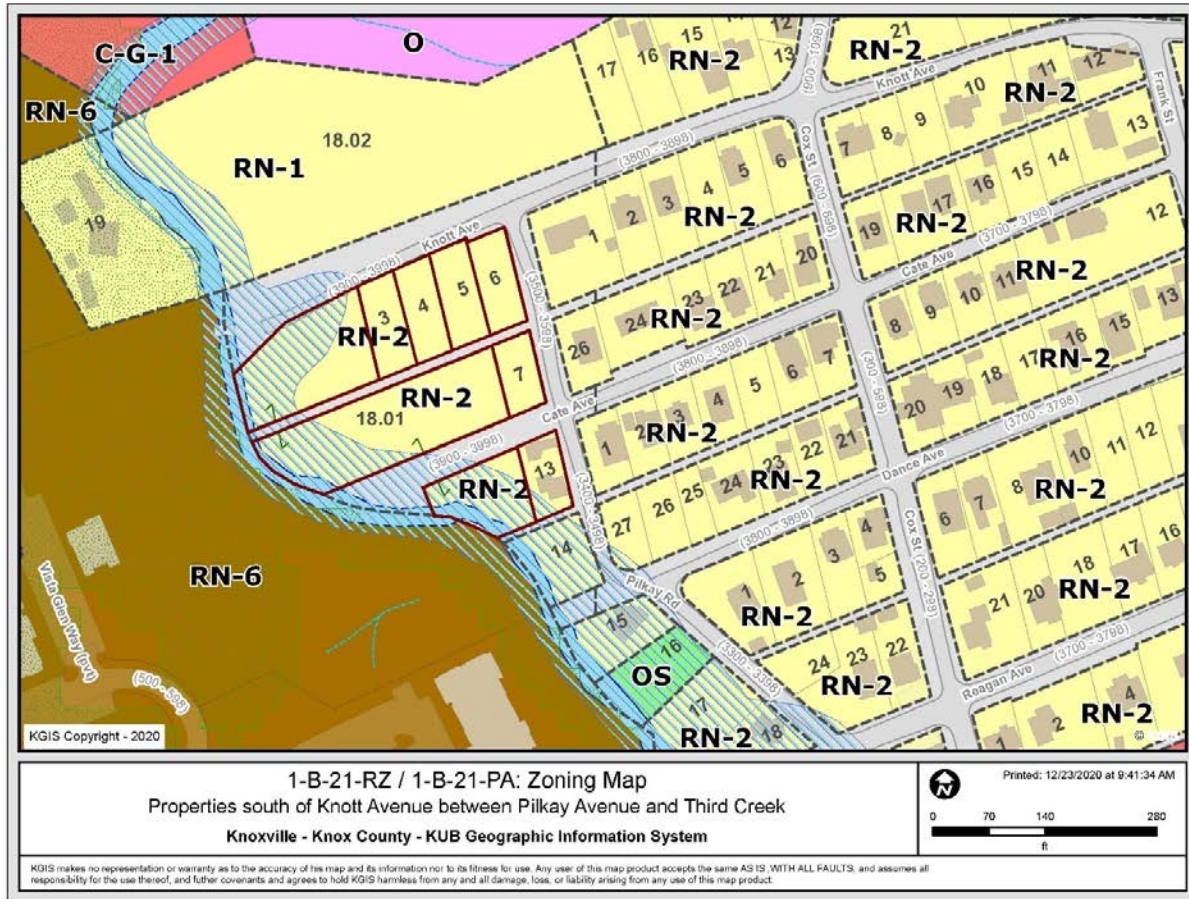 C-G-1
O
17
16
15
14
13
12
RN-2
21
RN-2
(900 - 1098)
Knott Ave
11
12
RN-2
Frank St
RN-6
18.02
RN-1
(3800 - 3898)
Cox St
10
9
8
7
13
6
5
4
3
2
1
RN-2
(600 - 698)
14
15
16
17
19
RN-2
19
Knott Ave
(3900 - 3998)
6
5
4
3
RN-2
(3500 - 3598)
20
21
22
23
24
26
RN-2
Cate Ave
(3700 - 3798)
12
RN-2
11
10
9
8
7
RN-2
18.01
Cate Ave
(3800 - 3898)
7
6
5
4
3
2
1
RN-2
(300 - 598)
13
15
16
17
18
19
20
RN-2
(3900 - 3998)
13
RN-2
21
22
23
24
25
26
27
RN-2
Dance Ave
(3700 - 3798)
12
11
10
8
7
6
RN-2
(3400 - 3498)
14
(3800 - 3898)
4
3
5
2
1
RN-2
Cox St (200 - 298)
16
17
18
20
21
RN-2
RN-6
Pilkay Rd
15
16
OS
17
RN-2
18
(3300 - 3398)
22
23
24
RN-2
Reagan Ave
(3700 - 3798)
4
2
1
RN-2
Vista Glen Way (pvt)
(500 - 598)
KGIS Copyright - 2020
©
1-B-21-RZ / 1-B-21-PA: Zoning Map
Properties south of Knott Avenue between Pilkay Avenue and Third Creek
Knoxville - Knox County - KUB Geographic Information System
N
Printed: 12/23/2020 at 9:41:34 AM
0 70 140 280
ft
KGIS makes no representation or warranty as to the accuracy of his map and its information nor to its fitness for use. Any user of this map product accepts the same AS IS ,WITH ALL FAULTS, and assumes all
responsibility for the use thereof, and futher covenants and agrees to hold KGIS harmless from any and all damage, loss, or liability arising from any use of this map product.